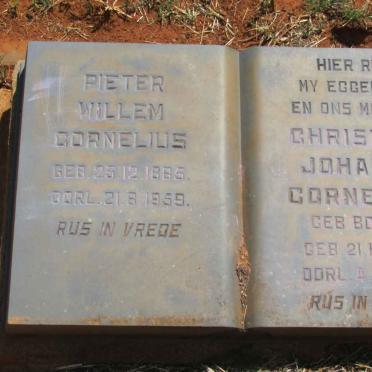 PIETER
WILLEM
CORNELIUS
GEB. 25.12.1885.
OORL. 21.8.1959.
RUS IN VREDE
HIER R
MY EGGE
EN ONS M
CHRIST
JOHA
CORNE
GEB BO
GEB 21
OORL 4
RUS IN